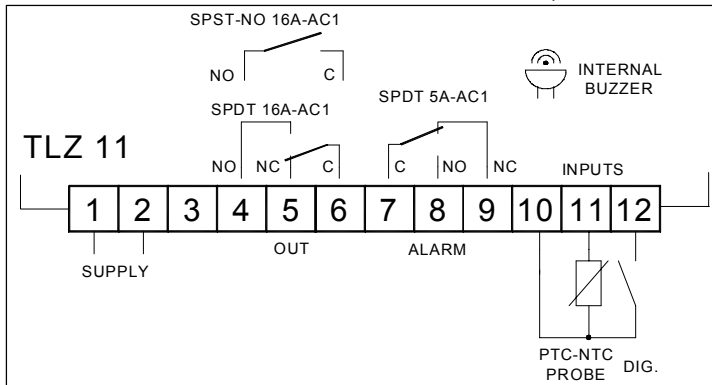 SPST-NO 16A-AC1
NO C
INTERNAL
BUZZER
SPDT 16A-AC1
SPDT 5A-AC1
TLZ 11
NO NC C C NO NC INPUTS
1 2 3 4 5 6 7 8 9 10 11 12
SUPPLY OUT ALARM
PTC-NTC
PROBE DIG.